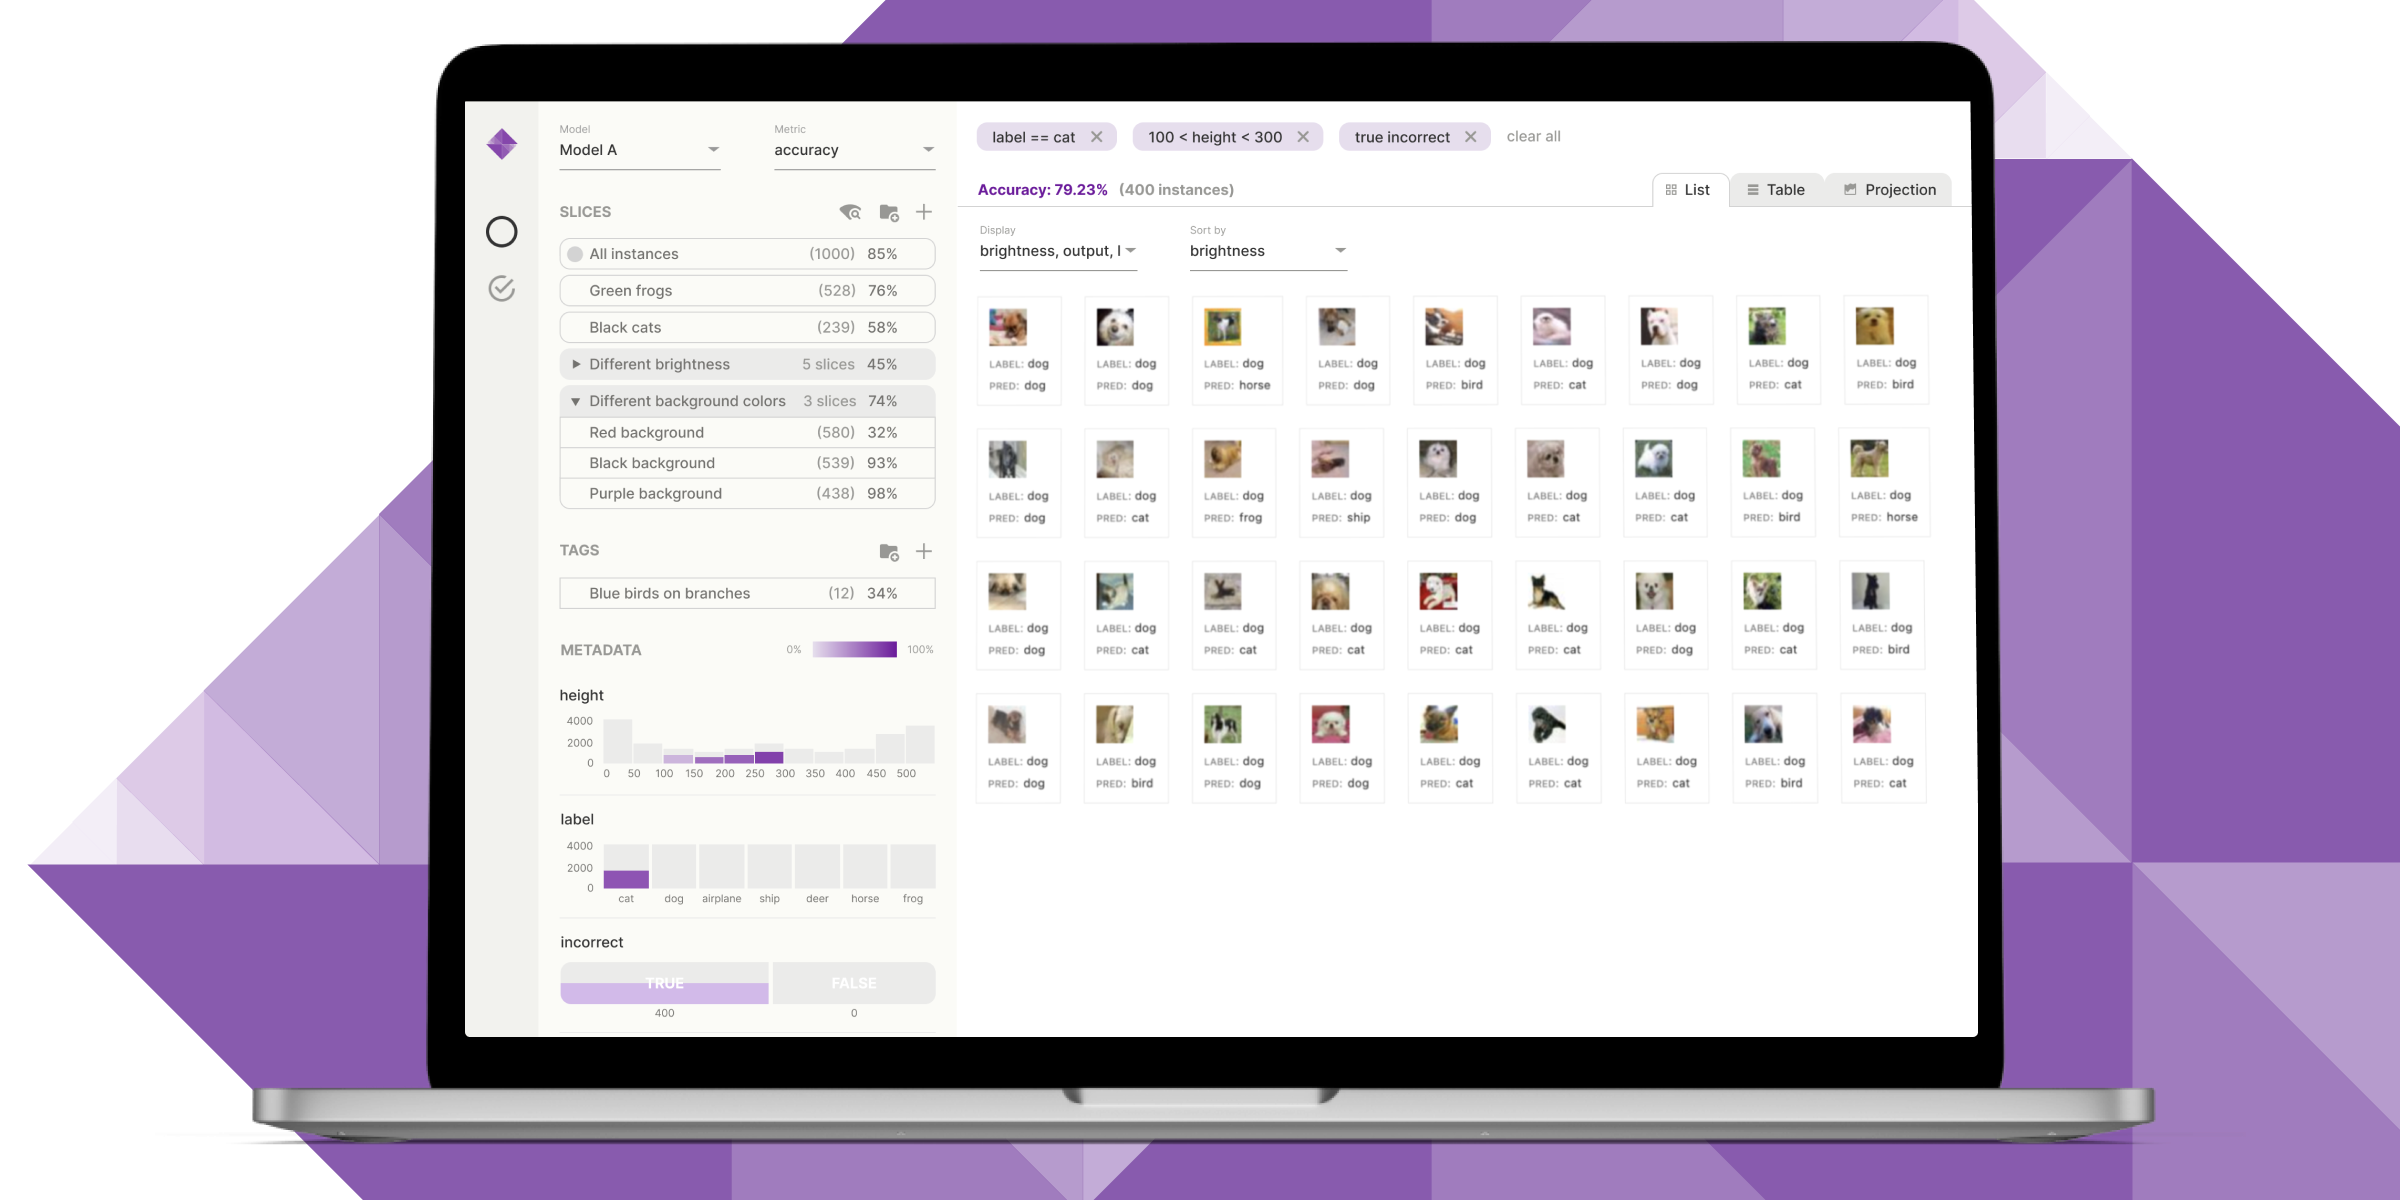 Model
Model A
Metric
accuracy
SLICES
All instances (1000) 85%
Green frogs (528) 76%
Black cats (239) 58%
Different brightness 5 slices 45%
Different background colors 3 slices 74%
Red background (580) 32%
Black background (539) 93%
Purple background (438) 98%
TAGS
Blue birds on branches (12) 34%
METADATA 0% 100%
height
4000
2000
0
0 50 100 150 200 250 300 350 400 450 500
label
4000
2000
0
cat dog airplane ship deer horse frog
incorrect
TRUE FALSE
400 0
label == cat 100 < height < 300 true incorrect clear all
Accuracy: 79.23% (400 instances)
List Table Projection
Display
brightness, output, l
Sort by
brightness
LABEL: dog LABEL: dog LABEL: dog LABEL: dog LABEL: dog LABEL: dog LABEL: dog LABEL: dog LABEL: dog
PRED: dog PRED: dog PRED: horse PRED: dog PRED: bird PRED: cat PRED: dog PRED: cat PRED: bird
LABEL: dog LABEL: dog LABEL: dog LABEL: dog LABEL: dog LABEL: dog LABEL: dog LABEL: dog LABEL: dog
PRED: dog PRED: cat PRED: frog PRED: ship PRED: dog PRED: cat PRED: cat PRED: bird PRED: horse
LABEL: dog LABEL: dog LABEL: dog LABEL: dog LABEL: dog LABEL: dog LABEL: dog LABEL: dog LABEL: dog
PRED: dog PRED: cat PRED: cat PRED: cat PRED: cat PRED: cat PRED: dog PRED: cat PRED: bird
LABEL: dog LABEL: dog LABEL: dog LABEL: dog LABEL: dog LABEL: dog LABEL: dog LABEL: dog LABEL: dog
PRED: dog PRED: bird PRED: dog PRED: dog PRED: cat PRED: cat PRED: cat PRED: bird PRED: cat